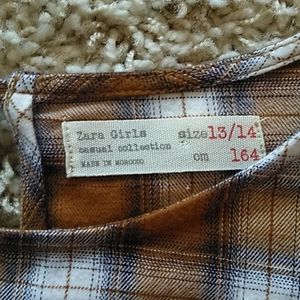 Zara Girls size 13/14
casual collection
MADE IN MOROCCO cm 164